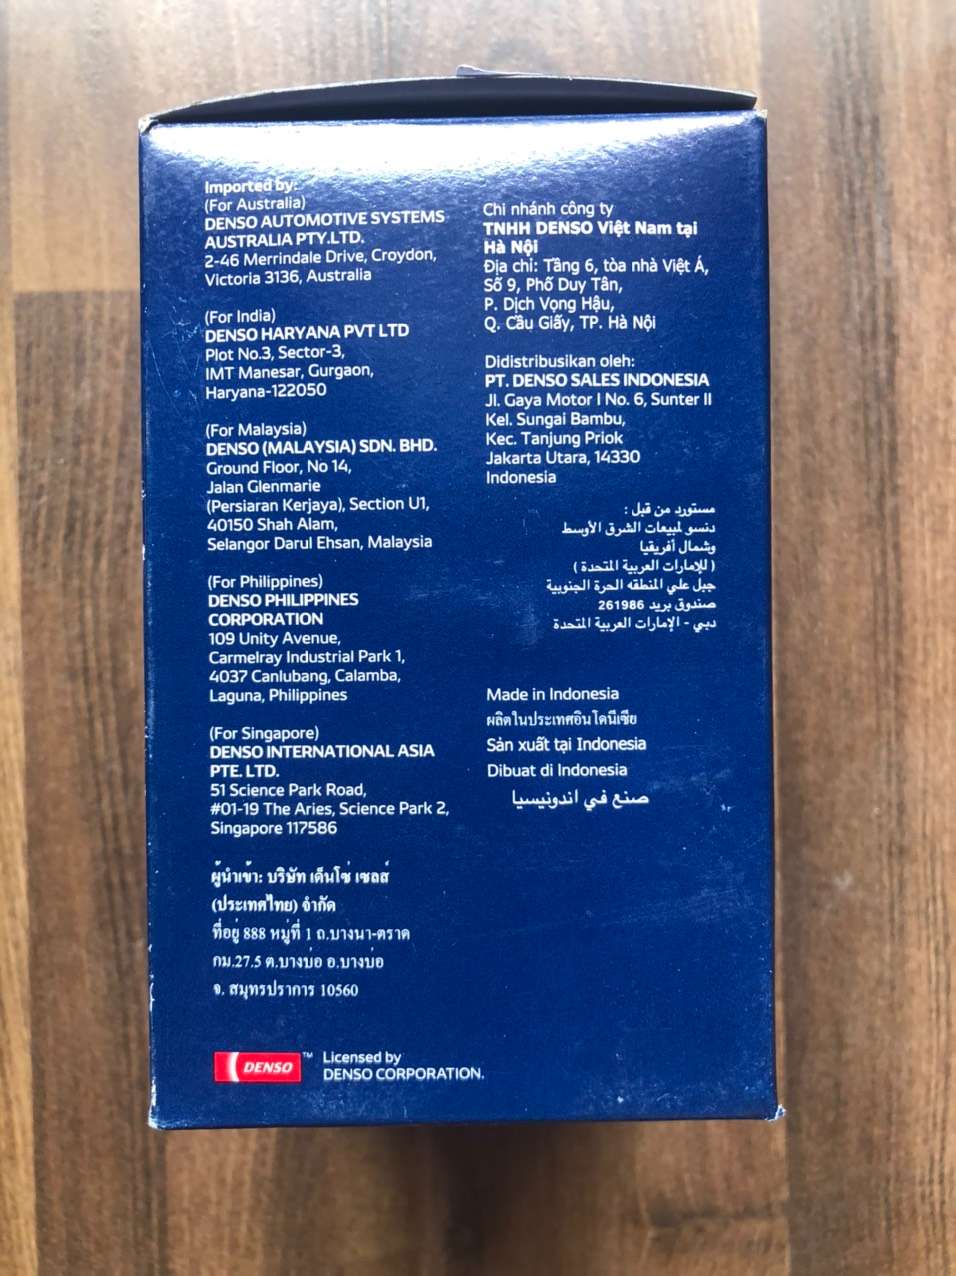 Imported by:
(For Australia)
DENSO AUTOMOTIVE SYSTEMS
AUSTRALIA PTY.LTD.
2-46 Merrindale Drive, Croydon,
Victoria 3136, Australia
(For India)
DENSO HARYANA PVT LTD
Plot No.3, Sector-3,
IMT Manesar, Gurgaon,
Haryana-122050
(For Malaysia)
DENSO (MALAYSIA) SDN. BHD.
Ground Floor, No 14,
Jalan Glenmarie
(Persiaran Kerjaya), Section U1,
40150 Shah Alam,
Selangor Darul Ehsan, Malaysia
(For Philippines)
DENSO PHILIPPINES
CORPORATION
109 Unity Avenue,
Carmelray Industrial Park 1,
4037 Canlubang, Calamba,
Laguna, Philippines
(For Singapore)
DENSO INTERNATIONAL ASIA
PTE. LTD.
51 Science Park Road,
#01-19 The Aries, Science Park 2,
Singapore 117586
ผู้นำเข้า: บริษัท เด็นโซ่ เซลส์
(ประเทศไทย) จำกัด
ที่อยู่ 888 หมู่ที่ 1 ถ.บางนา-ตราด
กม.27.5 ต.บางบ่อ อ.บางบ่อ
จ. สมุทรปราการ 10560
Chi nhánh công ty
TNHH DENSO Việt Nam tại
Hà Nội
Địa chỉ: Tầng 6, tòa nhà Việt Á,
Số 9, Phố Duy Tân,
P. Dịch Vọng Hậu,
Q. Cầu Giấy, TP. Hà Nội
Didistribusikan oleh:
PT. DENSO SALES INDONESIA
Jl. Gaya Motor I No. 6, Sunter II
Kel. Sungai Bambu,
Kec. Tanjung Priok
Jakarta Utara, 14330
Indonesia
مستورد من قبل :
دنسو لمبيعات الشرق الأوسط
وشمال أفريقيا
( للإمارات العربية المتحدة )
جبل علي المنطقه الحرة الجنوبية
صندوق بريد 261986
دبي - الإمارات العربية المتحدة
Made in Indonesia
ผลิตในประเทศอินโดนีเซีย
Sản xuất tại Indonesia
Dibuat di Indonesia
صنع في اندونيسيا
DENSO™
Licensed by
DENSO CORPORATION.